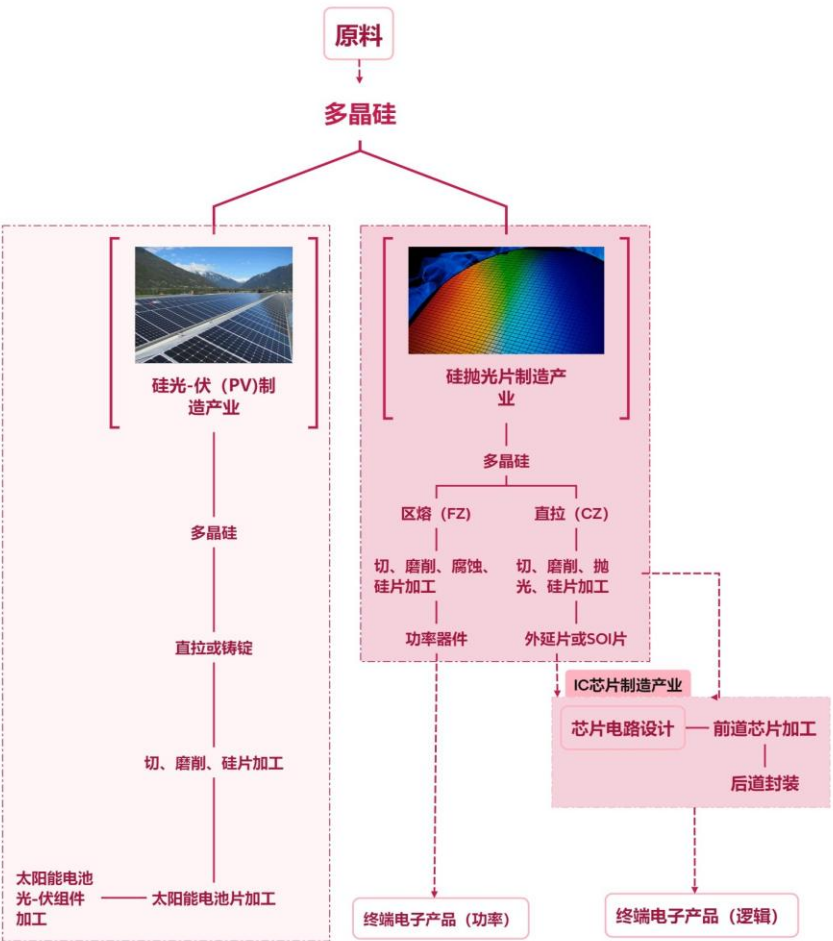 原料
多晶硅
硅光-伏（PV)制
造产业
多晶硅
直拉或铸锭
切、磨削、硅片加工
太阳能电池片加工
太阳能电池
光-伏组件
加工
硅抛光片制造产
业
多晶硅
区熔（FZ)
直拉（CZ）
切、磨削、腐蚀、
硅片加工
切、磨削、抛
光、硅片加工
功率器件
外延片或SOI片
IC芯片制造产业
芯片电路设计
前道芯片加工
后道封装
终端电子产品（功率）
终端电子产品（逻辑）